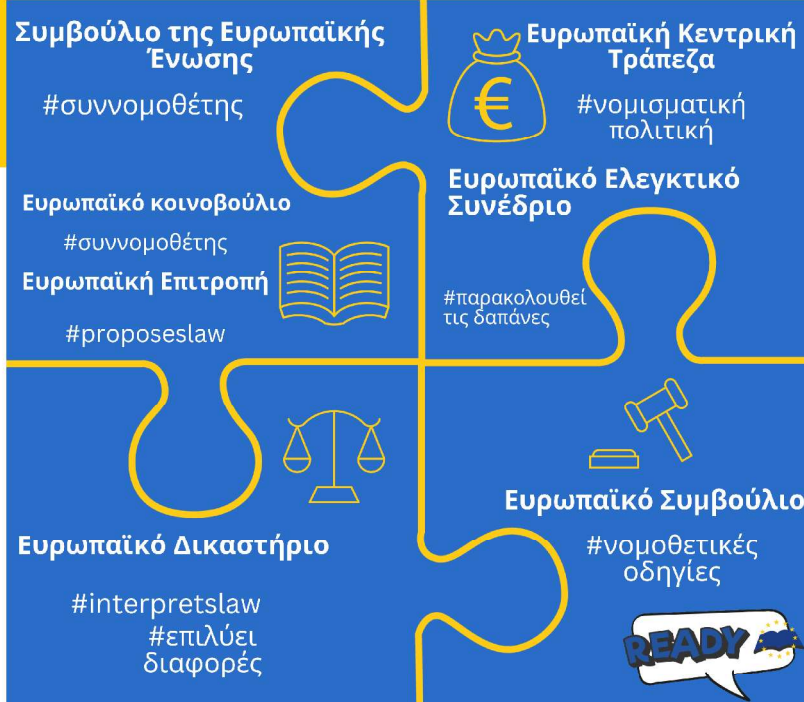 Συμβούλιο της Ευρωπαϊκής
Ένωσης
#συννομοθέτης
Ευρωπαϊκό κοινοβούλιο
#συννομοθέτης
Ευρωπαϊκή Επιτροπή
#proposeslaw
Ευρωπαϊκή Κεντρική
Τράπεζα
€
#νομισματική
πολιτική
Ευρωπαϊκό Ελεγκτικό
Συνέδριο
#παρακολουθεί
τις δαπάνες
Ευρωπαϊκό Δικαστήριο
#interpretslaw
#επιλύει
διαφορές
Ευρωπαϊκό Συμβούλιο
#νομοθετικές
οδηγίες
READY